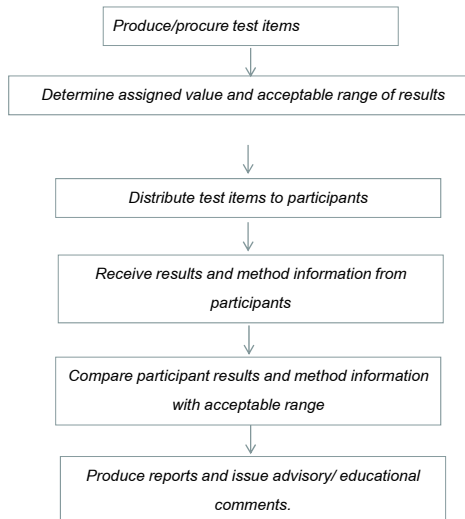 Produce/procure test items
Determine assigned value and acceptable range of results
Distribute test items to participants
Receive results and method information from
participants
Compare participant results and method information
with acceptable range
Produce reports and issue advisory/ educational
comments.